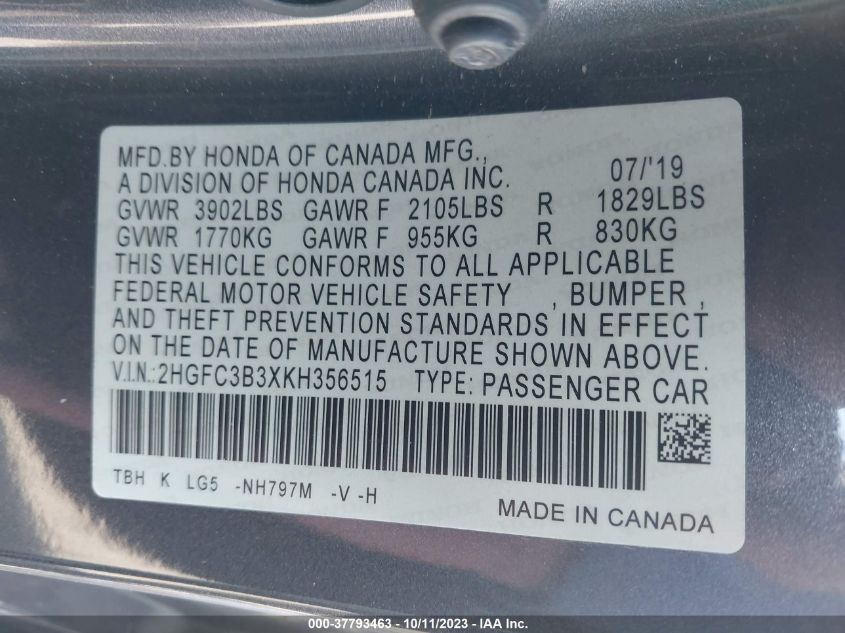 MFD.BY HONDA OF CANADA MFG.,
A DIVISION OF HONDA CANADA INC. 07/'19
GVWR 3902LBS GAWR F 2105LBS R 1829LBS
GVWR 1770KG GAWR F 955KG R 830KG
THIS VEHICLE CONFORMS TO ALL APPLICABLE
FEDERAL MOTOR VEHICLE SAFETY , BUMPER ,
AND THEFT PREVENTION STANDARDS IN EFFECT
ON THE DATE OF MANUFACTURE SHOWN ABOVE.
V.I.N.:2HGFC3B3XKH356515 TYPE: PASSENGER CAR
TBH K LG5 -NH797M -V -H
MADE IN CANADA
000-37793463 - 10/11/2023 - IAA Inc.